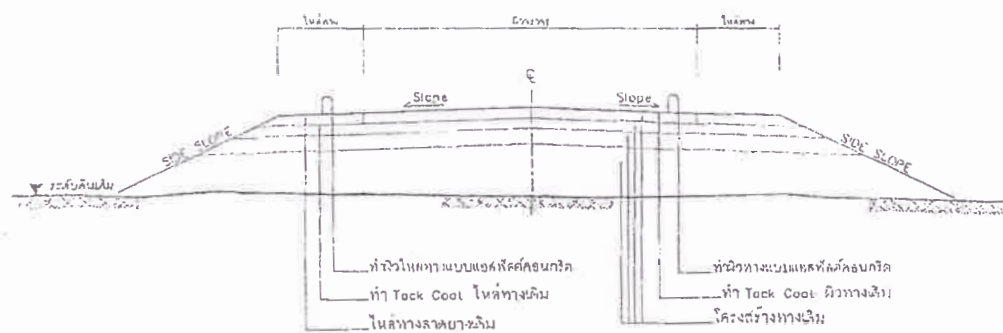 ไหล่ทาง ผิวจราจร ไหล่ทาง
℄
Slope Slope
SIDE SLOPE SIDE SLOPE
ระดับดินเดิม
ทำผิวไหล่ทางแบบแอสฟัลต์คอนกรีต ทำผิวทางแบบแอสฟัลต์คอนกรีต
ทำ Tack Coat ไหล่ทางเดิม ทำ Tack Coat ผิวทางเดิม
ไหล่ทางลาดยางเดิม โครงสร้างทางเดิม